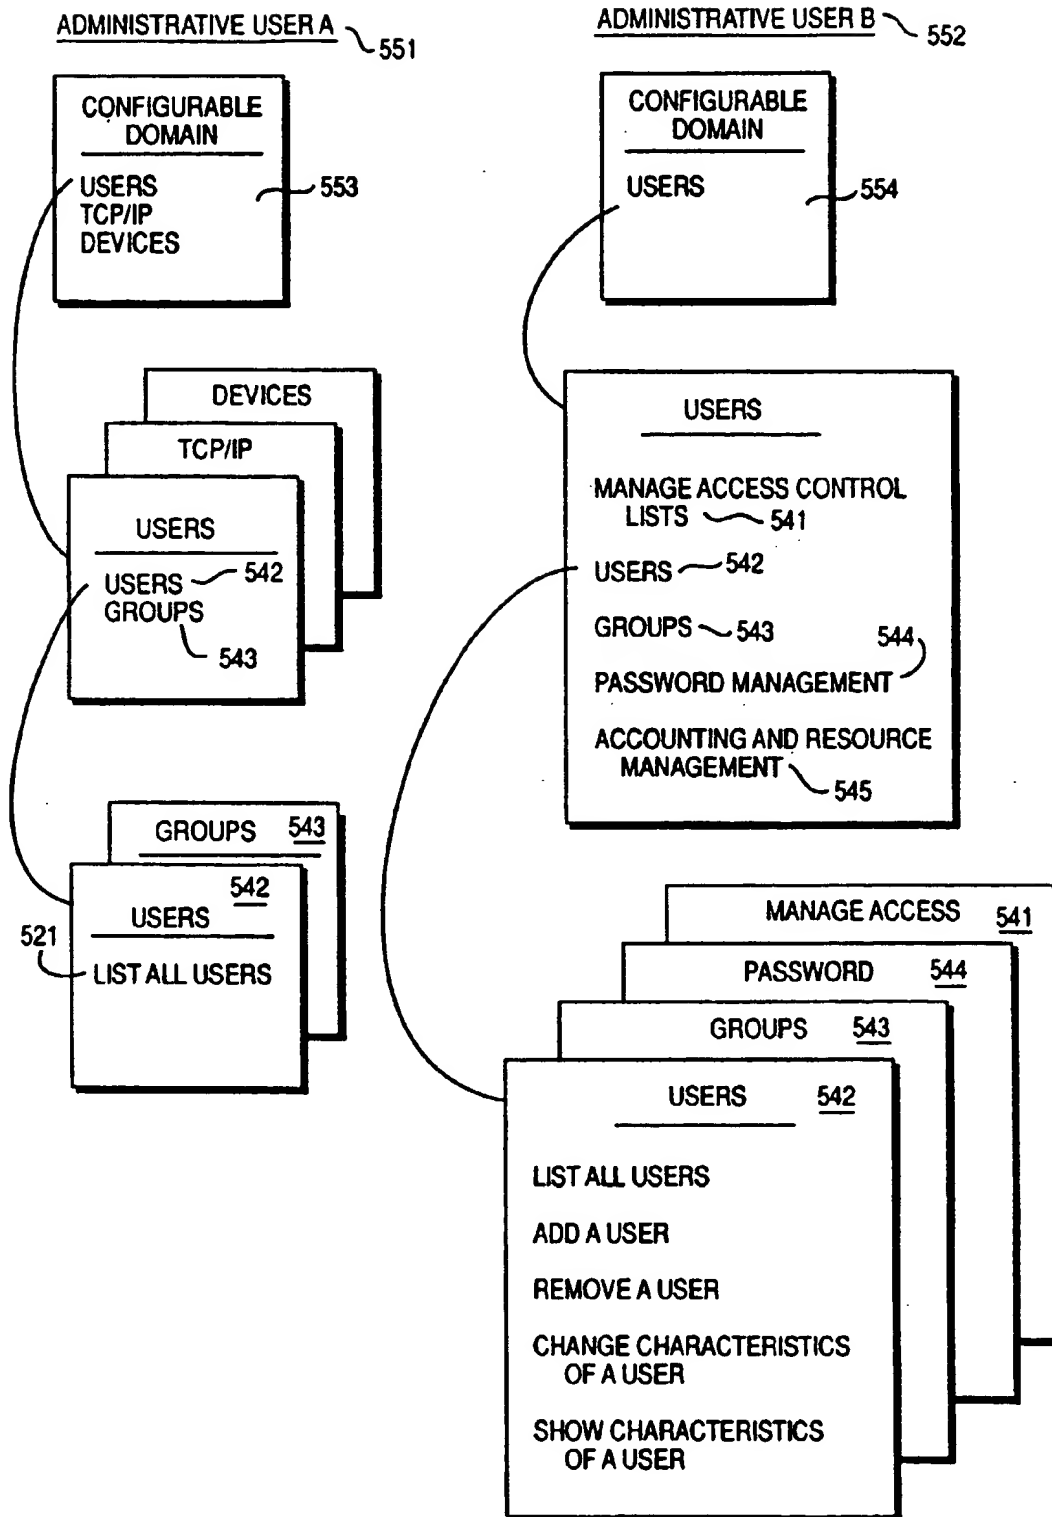 ADMINISTRATIVE USER A 551
CONFIGURABLE
DOMAIN
USERS
TCP/IP
DEVICES
553
DEVICES
TCP/IP
USERS
USERS 542
GROUPS
543
GROUPS 543
542
USERS
521
LIST ALL USERS
ADMINISTRATIVE USER B 552
CONFIGURABLE
DOMAIN
USERS
554
USERS
MANAGE ACCESS CONTROL
LISTS 541
USERS 542
GROUPS 543
544
PASSWORD MANAGEMENT
ACCOUNTING AND RESOURCE
MANAGEMENT 545
MANAGE ACCESS 541
PASSWORD 544
GROUPS 543
USERS 542
LIST ALL USERS
ADD A USER
REMOVE A USER
CHANGE CHARACTERISTICS
OF A USER
SHOW CHARACTERISTICS
OF A USER